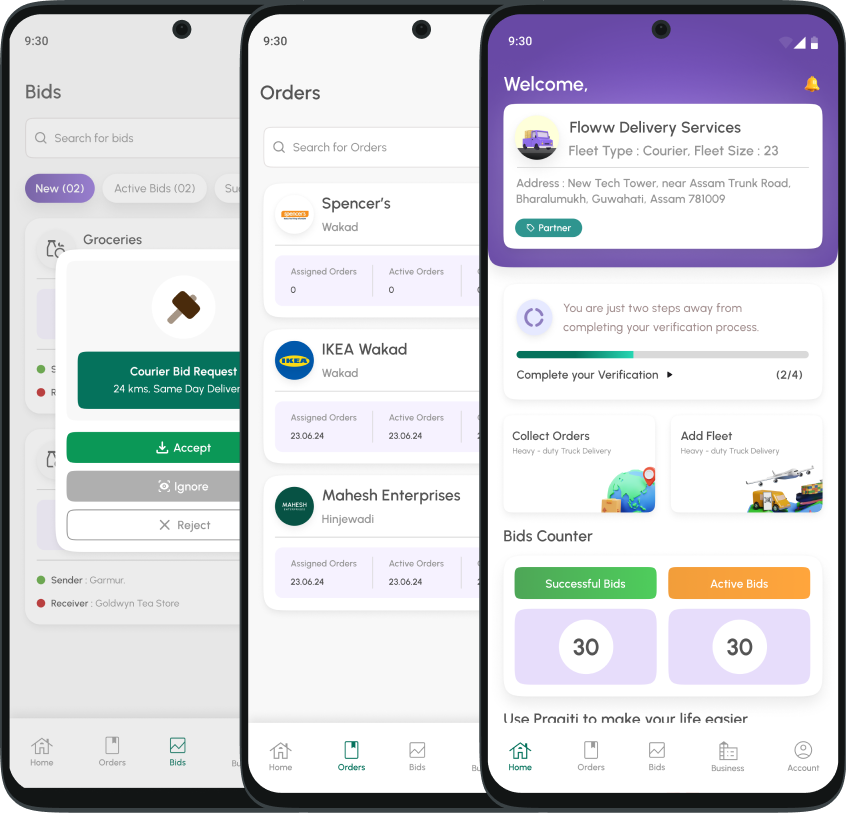 9:30
Bids
Search for bids
New (02)
Active Bids (02)
Groceries
Courier Bid Request
24 kms, Same Day
Accept
Ignore
Reject
Sender : Garmur.
Receiver : Goldwyn Tea Store
Home
Orders
Bids
9:30
Orders
Search for Orders
spencer's
Spencer's
Wakad
Assigned Orders
Active Orders
0
0
IKEA
IKEA Wakad
Wakad
Assigned Orders
Active Orders
23.06.24
23.06.24
MAHESH
ENTERPRISES
Mahesh Enterprises
Hinjewadi
Assigned Orders
Active Orders
23.06.24
23.06.24
Home
Orders
Bids
9:30
Welcome,
Floww Delivery Services
Fleet Type : Courier, Fleet Size : 23
Address : New Tech Tower, near Assam Trunk Road,
Bharalumukh, Guwahati, Assam 781009
Partner
You are just two steps away from
completing your verification process.
Complete your Verification
(2/4)
Collect Orders
Heavy - duty Truck Delivery
Add Fleet
Heavy - duty Truck Delivery
Bids Counter
Successful Bids
Active Bids
30
30
Use Pragiti to make your life easier
Home
Orders
Bids
Business
Account